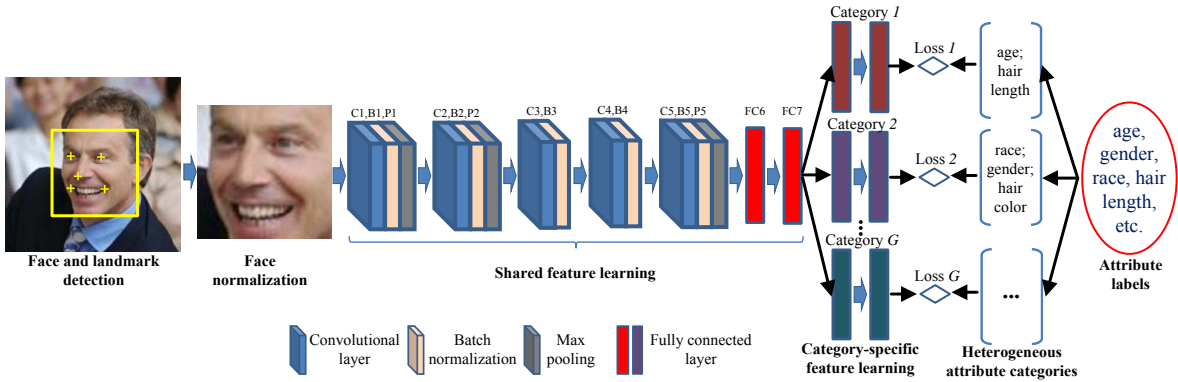 Face and landmark
detection
Face
normalization
C1,B1,P1
C2,B2,P2
C3,B3
C4,B4
C5,B5,P5
FC6
FC7
Shared feature learning
Category 1
Category 2
Category G
Loss 1
Loss 2
Loss G
age;
hair
length
race;
gender;
hair
color
...
age,
gender,
race, hair
length,
etc.
Attribute
labels
Convolutional
layer
Batch
normalization
Max
pooling
Fully connected
layer
Category-specific
feature learning
Heterogeneous
attribute categories